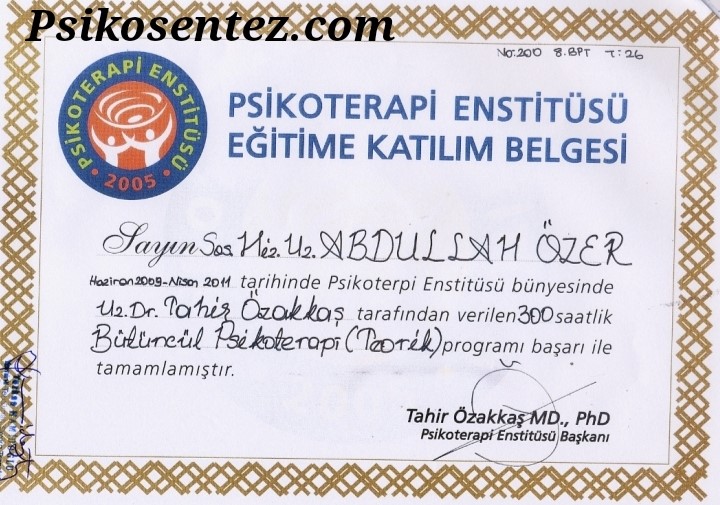 Psikosentez.com
No:200 8.BPT T:26
PSİKOTERAPİ ENSTİTÜSÜ
• 2005 •
PSİKOTERAPİ ENSTİTÜSÜ
EĞİTİME KATILIM BELGESİ
Sayın Sos. Hiz. Uz. ABDULLAH ÖZER
Haziran 2009-Nisan 2011 tarihinde Psikoterpi Enstitüsü bünyesinde
Uz. Dr. Tahir Özakkaş tarafından verilen 300 saatlik
Bütüncül Psikoterapi (Teorik) programı başarı ile
tamamlamıştır.
Tahir Özakkaş MD., PhD
Psikoterapi Enstitüsü Başkanı